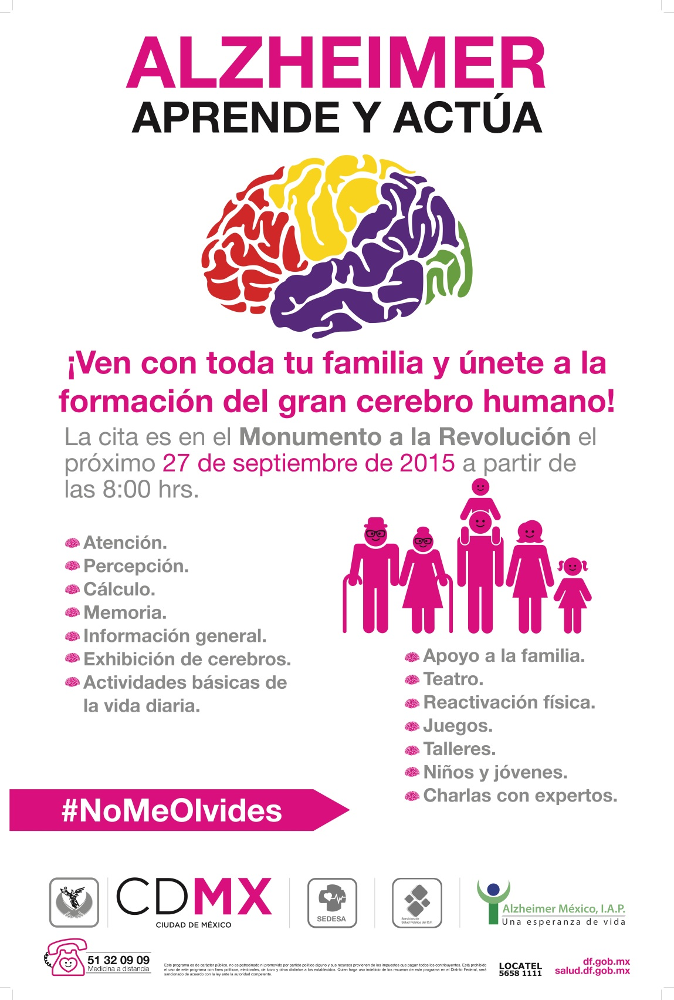 ALZHEIMER
APRENDE Y ACTÚA
¡Ven con toda tu familia y únete a la
formación del gran cerebro humano!
La cita es en el Monumento a la Revolución el
próximo 27 de septiembre de 2015 a partir de
las 8:00 hrs.
Atención.
Percepción.
Cálculo.
Memoria.
Información general.
Exhibición de cerebros.
Actividades básicas de
la vida diaria.
Apoyo a la familia.
Teatro.
Reactivación física.
Juegos.
Talleres.
Niños y jóvenes.
Charlas con expertos.
#NoMeOlvides
CDMX
CIUDAD DE MÉXICO
SEDESA
Servicios de
Salud Pública del D.F.
Alzheimer México, I.A.P.
Una esperanza de vida
51 32 09 09
Medicina a distancia
Este programa es de carácter público, no es patrocinado ni promovido por partido político alguno y sus recursos provienen de los impuestos que pagan todos los contribuyentes. Está prohibido
el uso de este programa con fines políticos, electorales, de lucro y otros distintos a los establecidos. Quien haga uso indebido de los recursos de este programa en el Distrito Federal, será
sancionado de acuerdo con la ley ante la autoridad competente.
LOCATEL
5658 1111
df.gob.mx
salud.df.gob.mx